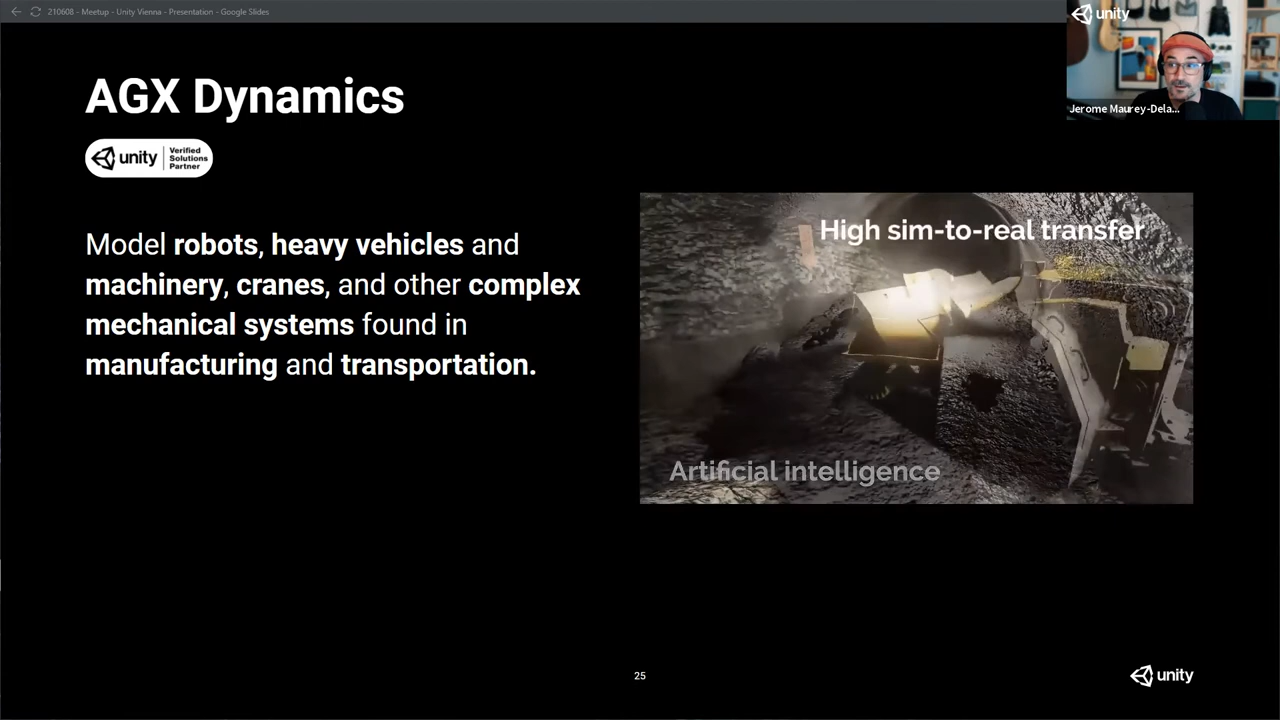 210608 - Meetup - Unity Vienna - Presentation - Google Slides
unity
Jerome Maurey-Dela...
AGX Dynamics
unity
Verified
Solutions
Partner
Model robots, heavy vehicles and
machinery, cranes, and other complex
mechanical systems found in
manufacturing and transportation.
High sim-to-real transfer
Artificial intelligence
25
unity